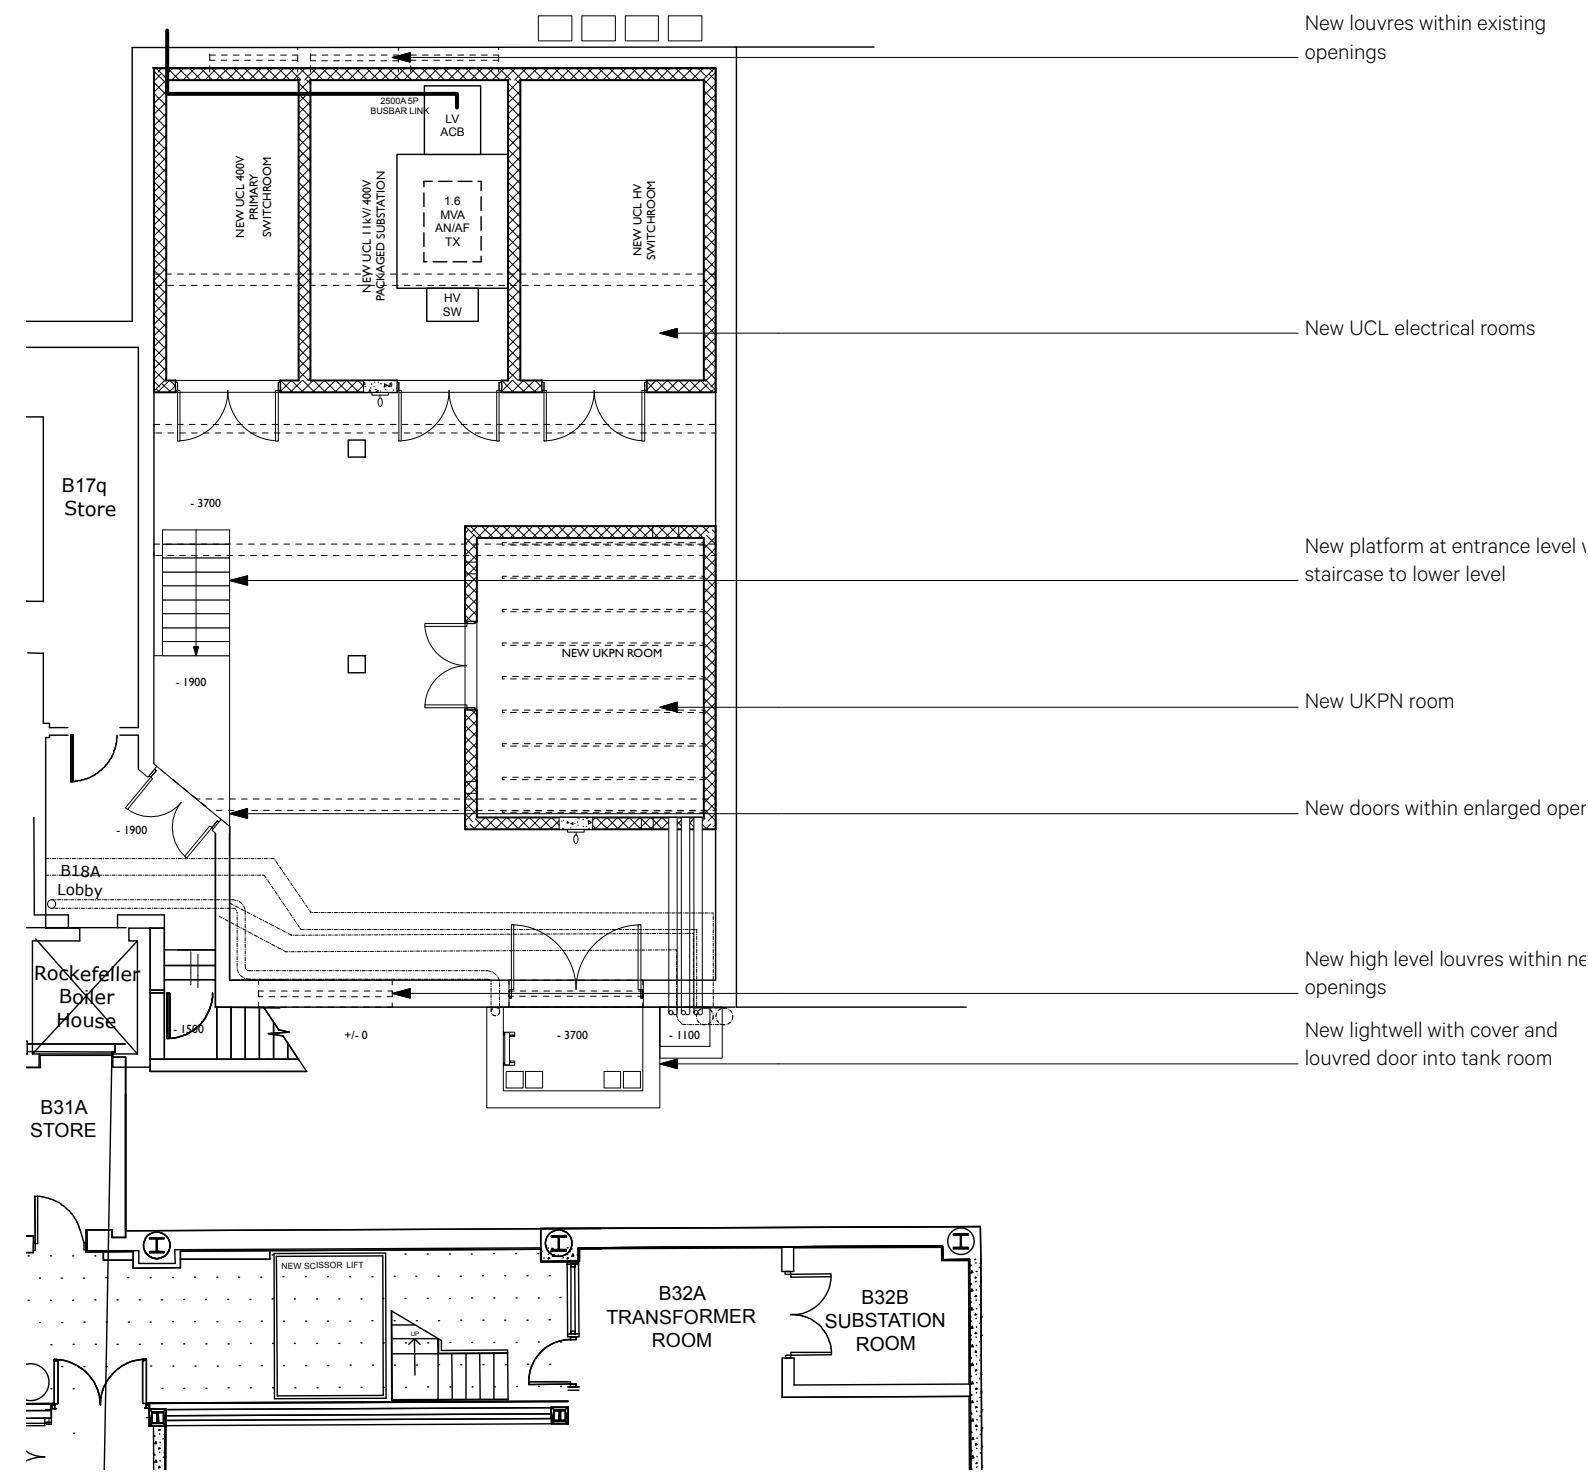 New louvres within existing
openings
2500A 5P
BUSBAR LINK
LV
ACB
NEW UCL 400V
PRIMARY
SWITCHROOM
NEW UCL 11kV/400V
PACKAGED SUBSTATION
1.6
MVA
AN/AF
TX
NEW UCL HV
SWITCHROOM
HV
SW
New UCL electrical rooms
B17q
Store
- 3700
New platform at entrance level
staircase to lower level
NEW UKPN ROOM
- 1900
New UKPN room
New doors within enlarged
- 1900
B18A
Lobby
New high level louvres within
openings
Rockefeller
Boiler
House
- 1500
+/- 0
- 3700
- 1100
New lightwell with cover and
louvred door into tank room
B31A
STORE
NEW SCISSOR LIFT
UP
B32A
TRANSFORMER
ROOM
B32B
SUBSTATION
ROOM